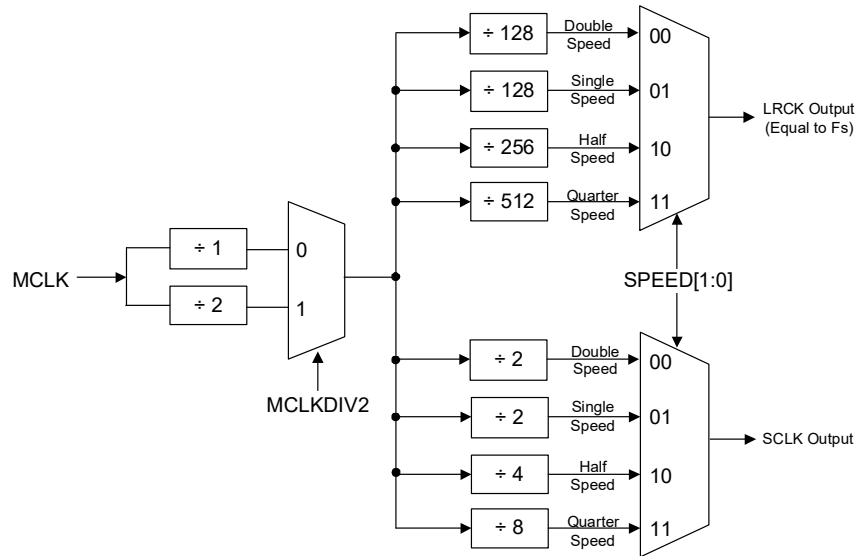 ÷ 128
Double
Speed
00
÷ 128
Single
Speed
01
LRCK Output
(Equal to Fs)
÷ 256
Half
Speed
10
÷ 512
Quarter
Speed
11
MCLK
÷ 1
0
÷ 2
1
MCLKDIV2
SPEED[1:0]
÷ 2
Double
Speed
00
÷ 2
Single
Speed
01
SCLK Output
÷ 4
Half
Speed
10
÷ 8
Quarter
Speed
11